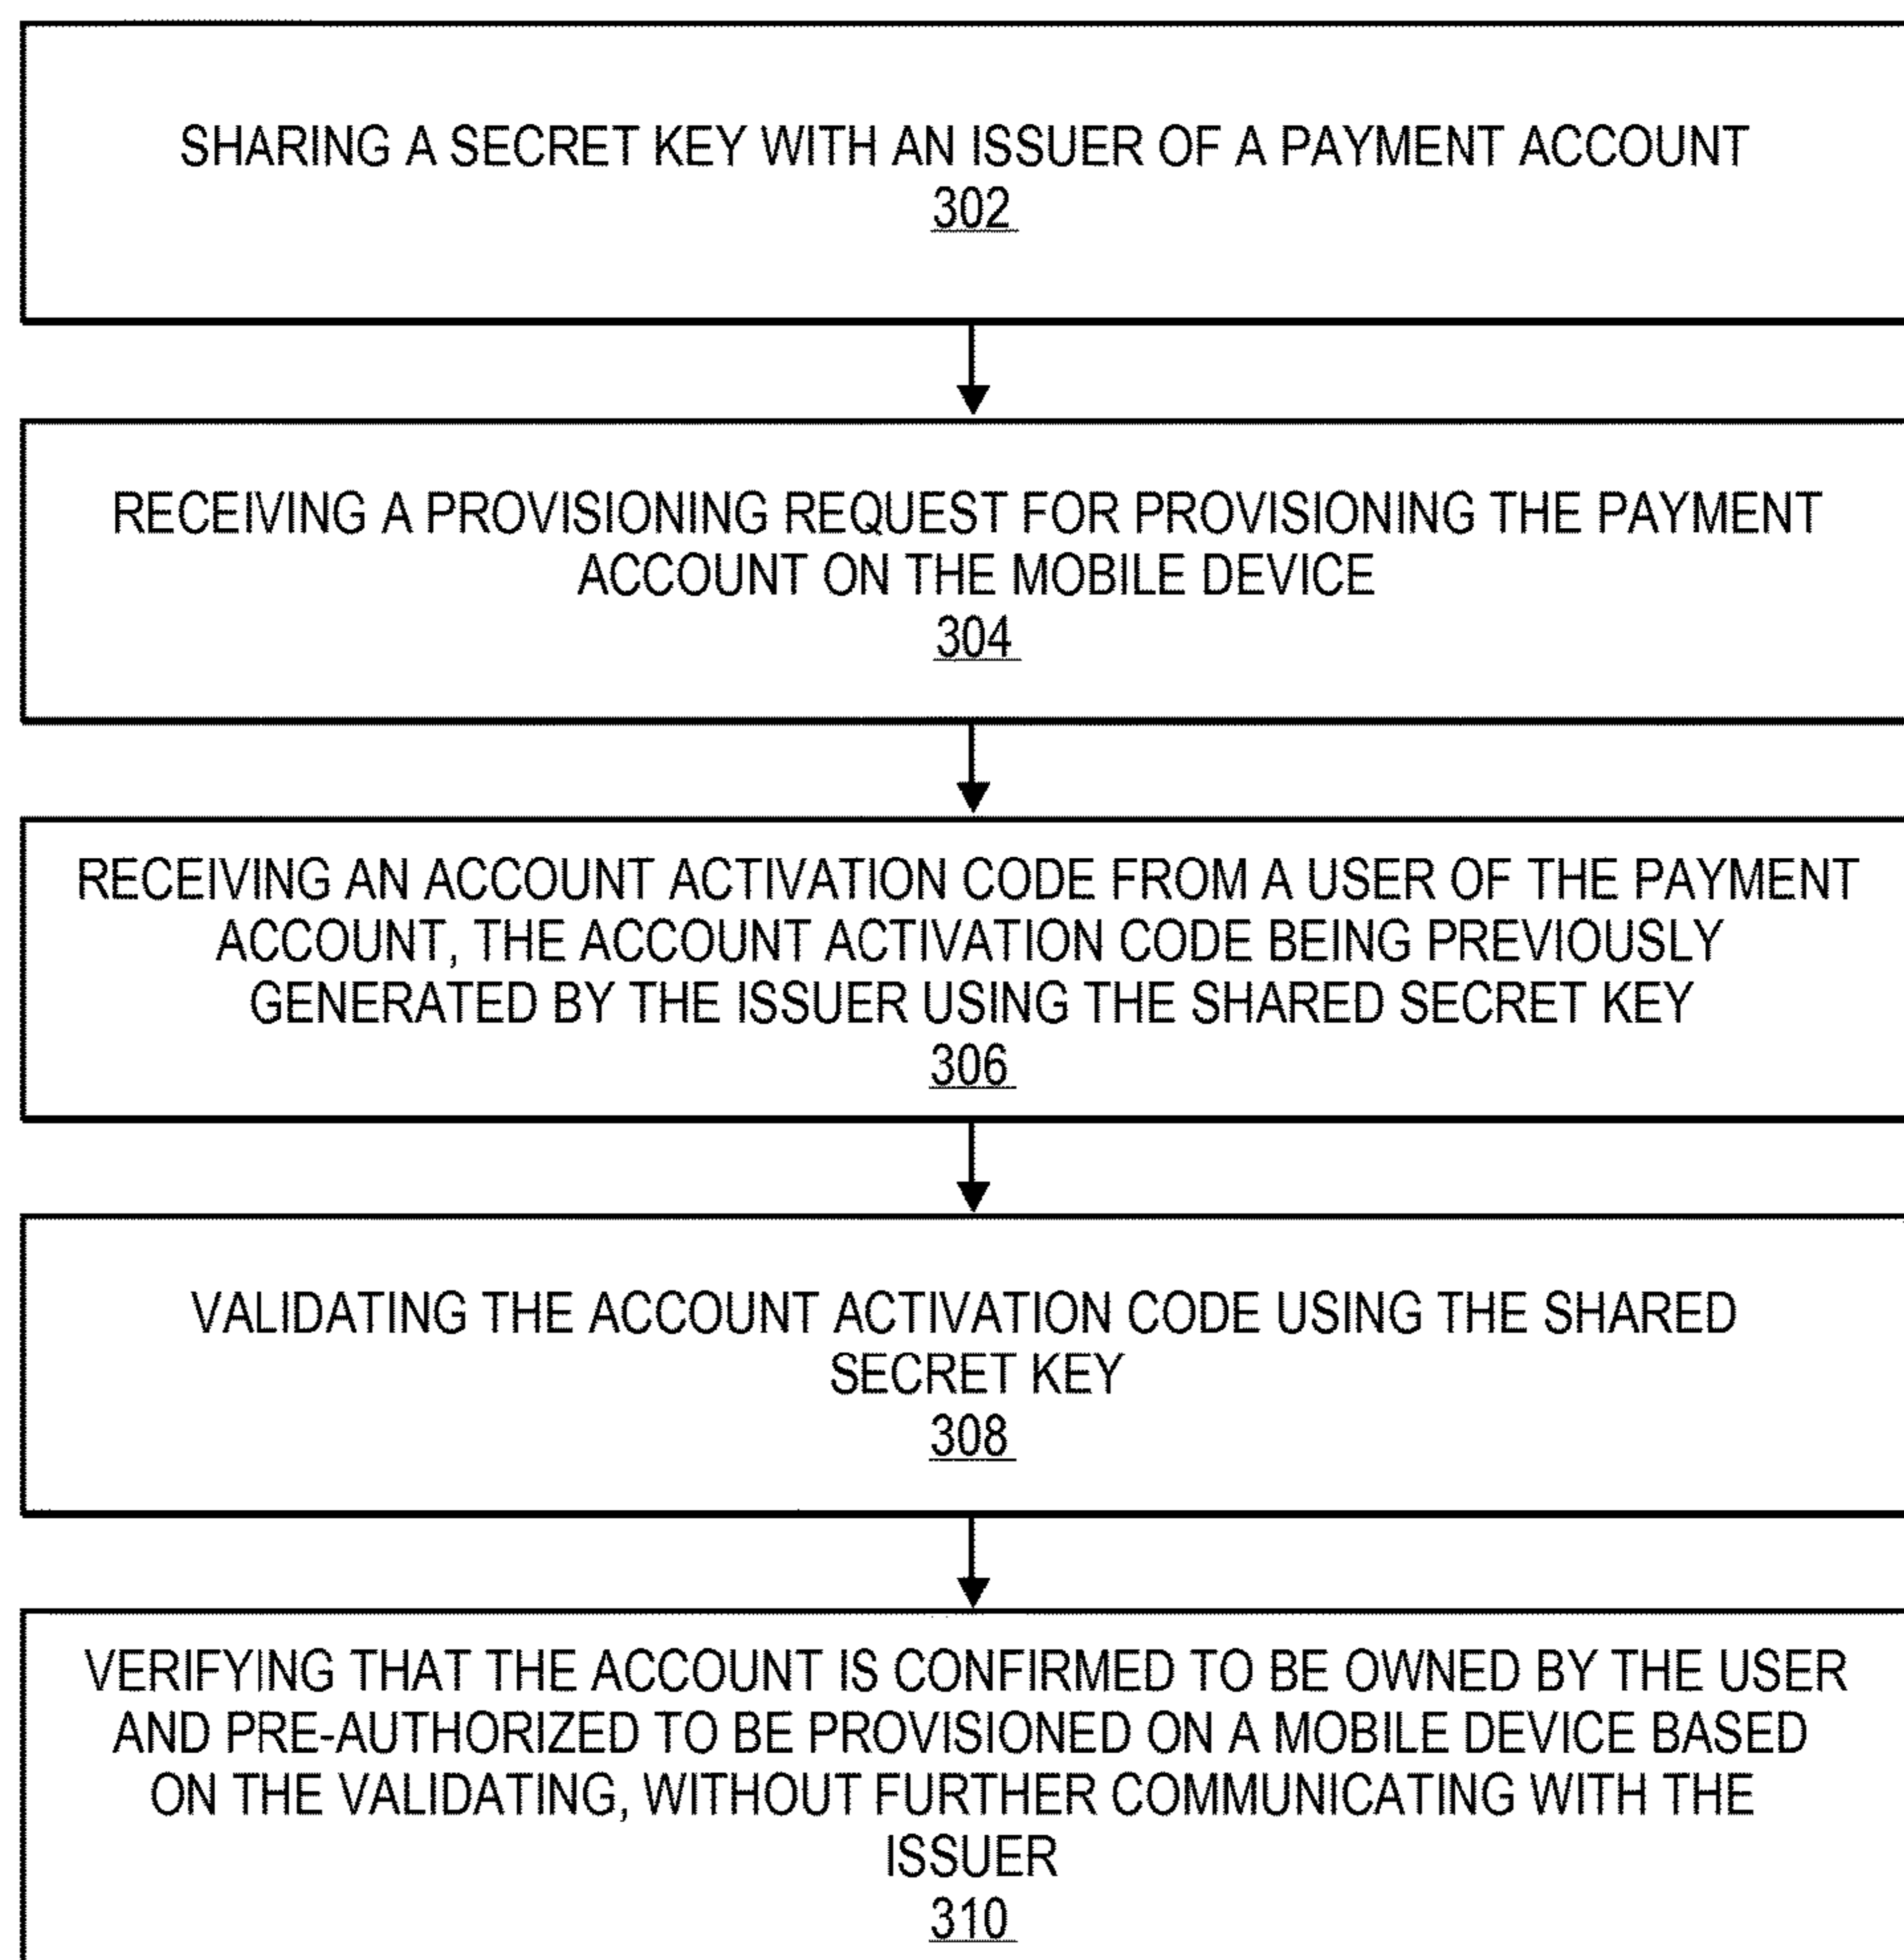 SHARING A SECRET KEY WITH AN ISSUER OF A PAYMENT ACCOUNT
302
RECEIVING A PROVISIONING REQUEST FOR PROVISIONING THE PAYMENT
ACCOUNT ON THE MOBILE DEVICE
304
RECEIVING AN ACCOUNT ACTIVATION CODE FROM A USER OF THE PAYMENT
ACCOUNT, THE ACCOUNT ACTIVATION CODE BEING PREVIOUSLY
GENERATED BY THE ISSUER USING THE SHARED SECRET KEY
306
VALIDATING THE ACCOUNT ACTIVATION CODE USING THE SHARED
SECRET KEY
308
VERIFYING THAT THE ACCOUNT IS CONFIRMED TO BE OWNED BY THE USER
AND PRE-AUTHORIZED TO BE PROVISIONED ON A MOBILE DEVICE BASED
ON THE VALIDATING, WITHOUT FURTHER COMMUNICATING WITH THE
ISSUER
310